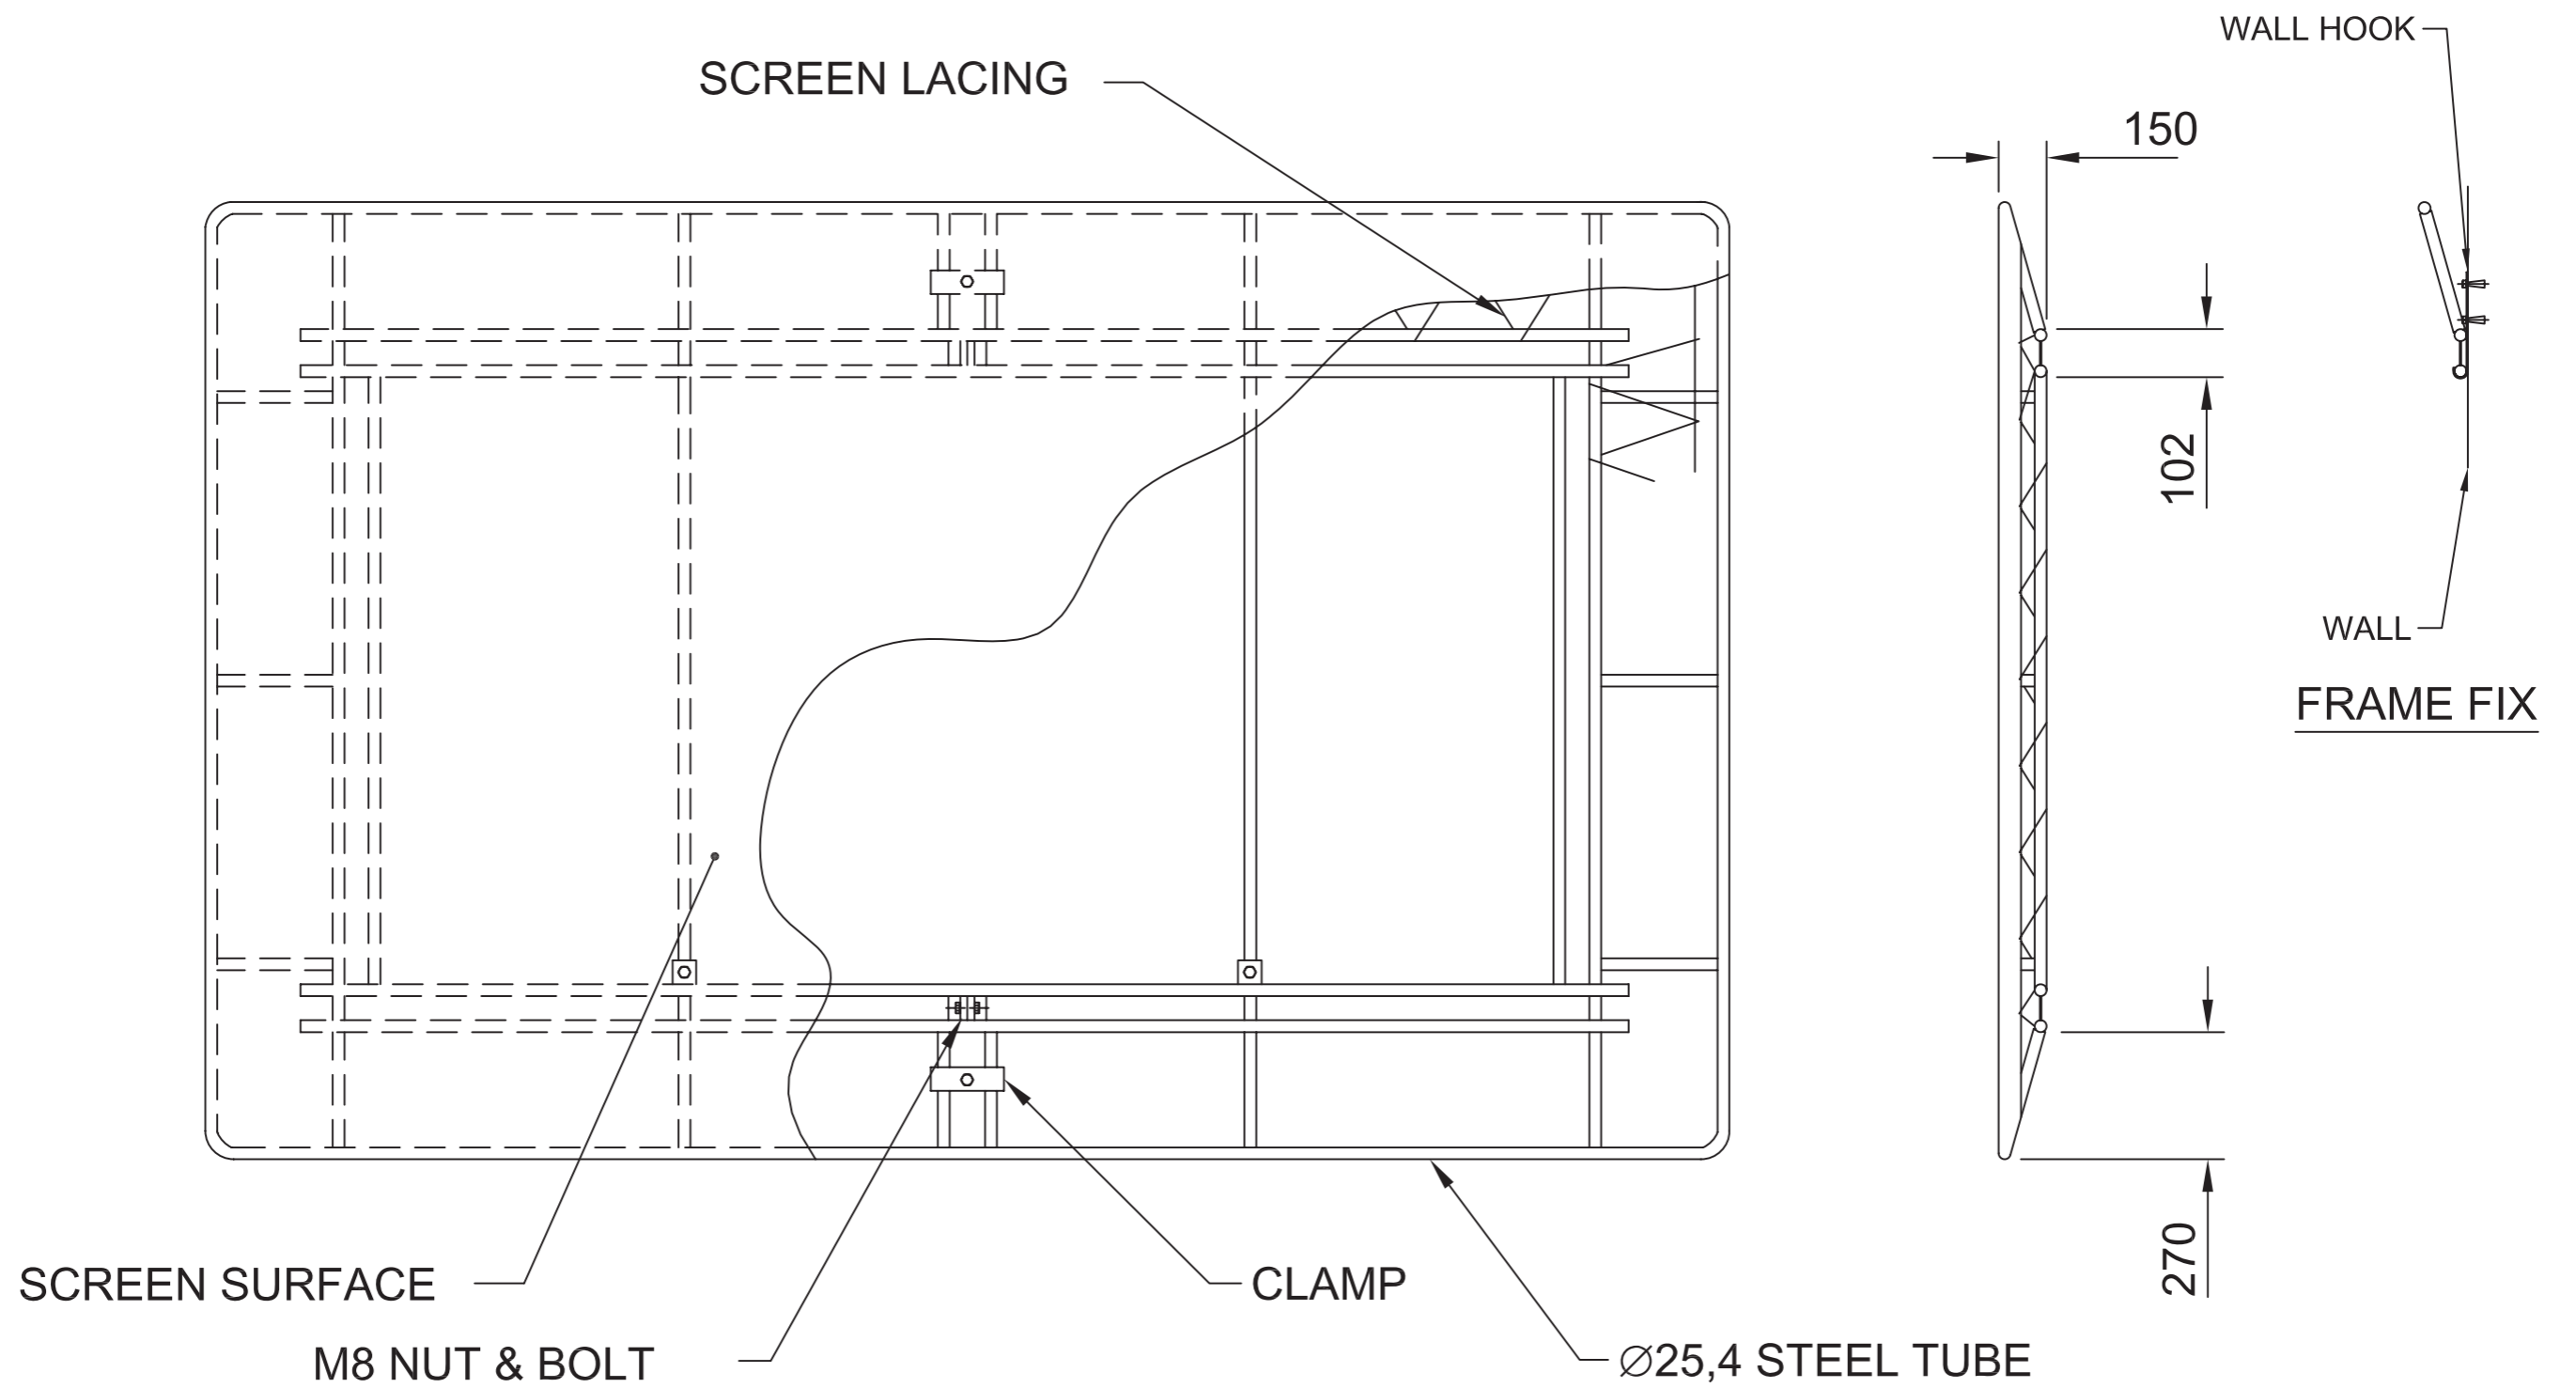 WALL HOOK
SCREEN LACING
150
102
WALL
FRAME FIX
270
SCREEN SURFACE
CLAMP
M8 NUT & BOLT
∅25,4 STEEL TUBE